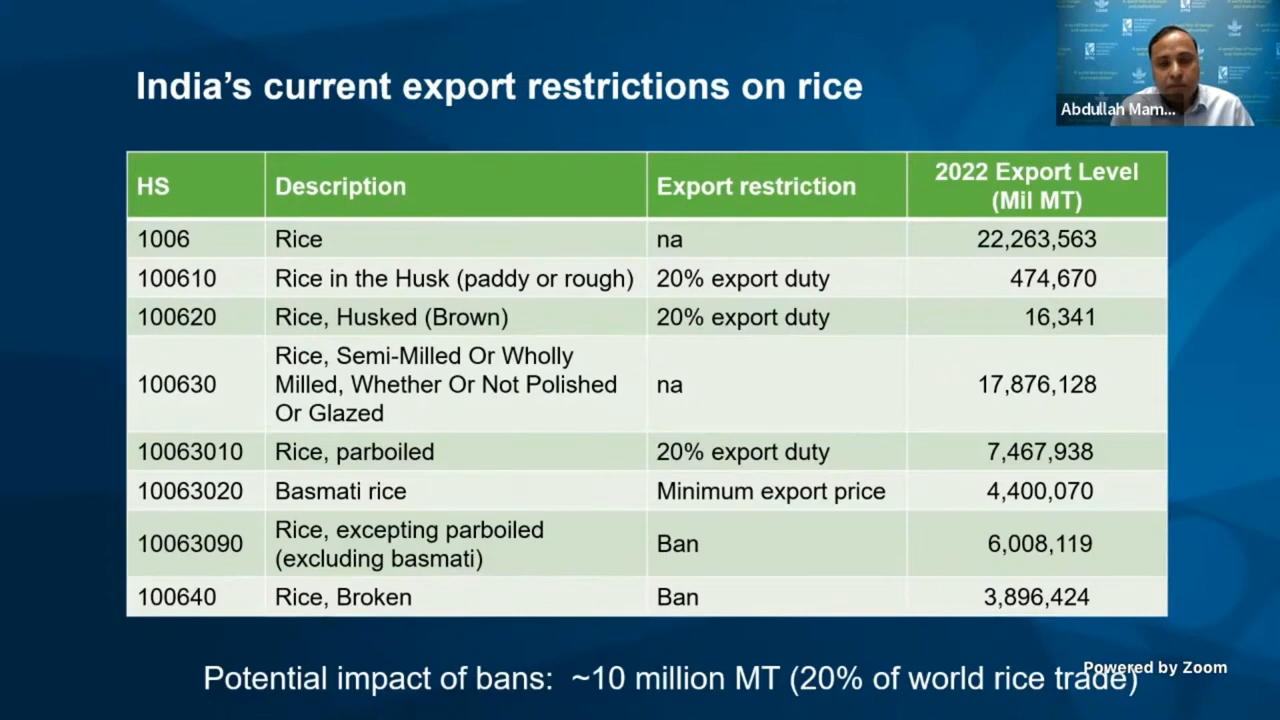 India's current export restrictions on rice
Abdullah Mam...
HS Description Export restriction 2022 Export Level
(Mil MT)
1006 Rice na 22,263,563
100610 Rice in the Husk (paddy or rough) 20% export duty 474,670
100620 Rice, Husked (Brown) 20% export duty 16,341
100630 Rice, Semi-Milled Or Wholly
Milled, Whether Or Not Polished
Or Glazed na 17,876,128
10063010 Rice, parboiled 20% export duty 7,467,938
10063020 Basmati rice Minimum export price 4,400,070
10063090 Rice, excepting parboiled
(excluding basmati) Ban 6,008,119
100640 Rice, Broken Ban 3,896,424
Potential impact of bans: ~10 million MT (20% of world rice trade)
Powered by Zoom